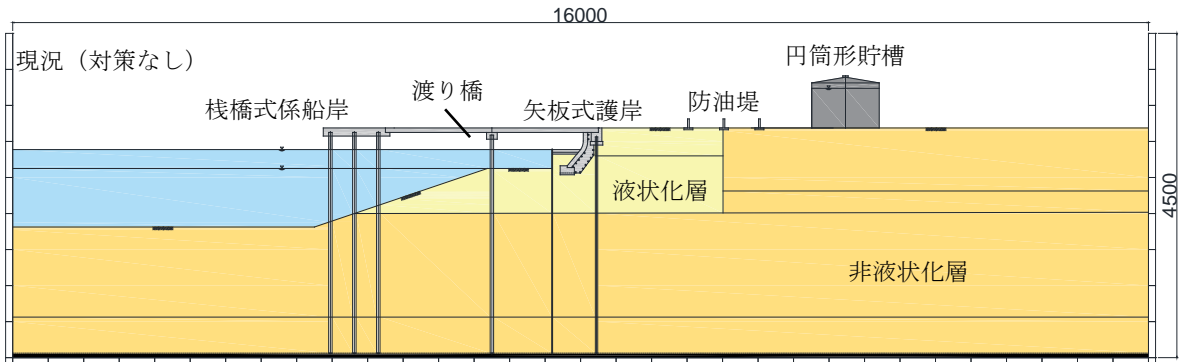 16000
現況（対策なし）
円筒形貯槽
桟橋式係船岸
渡り橋
矢板式護岸
防油堤
液状化層
4500
非液状化層